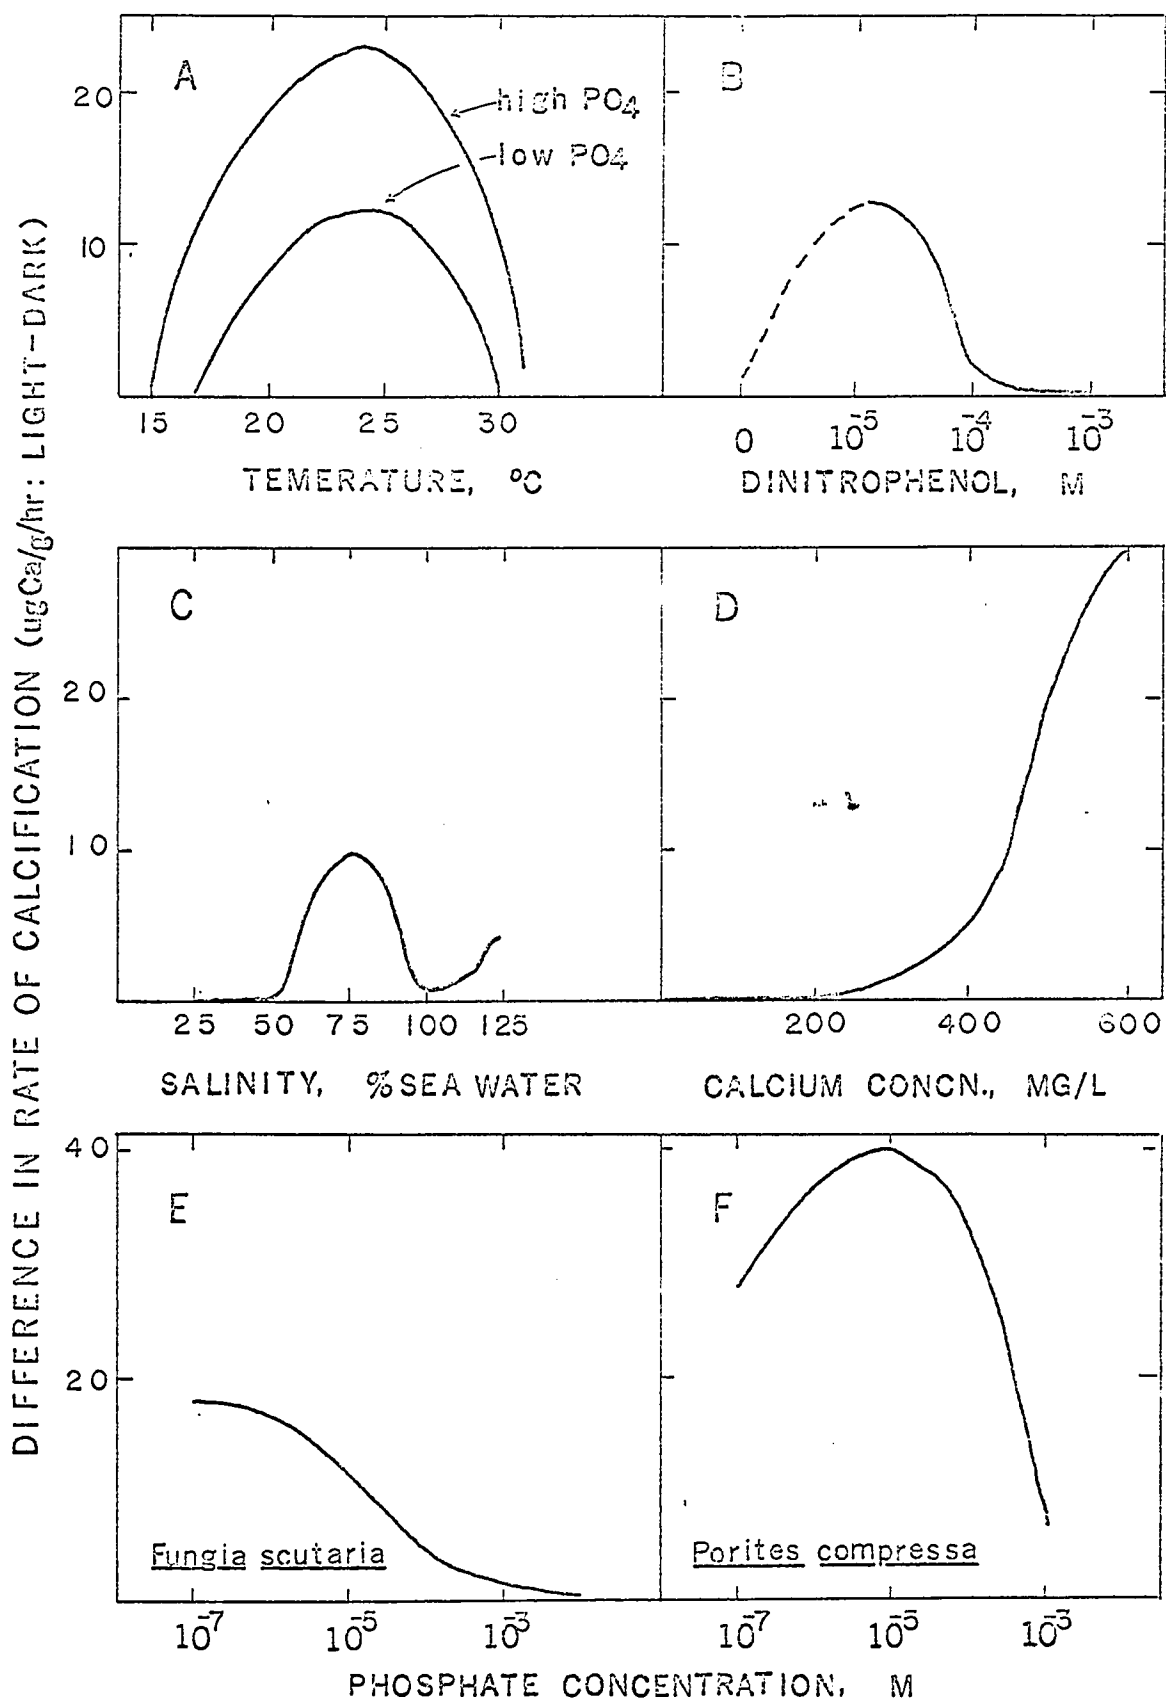 DIFFERENCE IN RATE OF CALCIFICATION (ugCa/g/hr: LIGHT-DARK)
A
B
20
10
high PO4
low PO4
15 20 25 30
0 10⁻⁵ 10⁻⁴ 10⁻³
TEMERATURE, °C
DINITROPHENOL, M
C
D
20
10
25 50 75 100 125
200 400 600
SALINITY, % SEA WATER
CALCIUM CONCN., MG/L
40
E
F
20
Fungia scutaria
Porites compressa
10⁻⁷ 10⁻⁵ 10⁻³
10⁻⁷ 10⁻⁵ 10⁻³
PHOSPHATE CONCENTRATION, M